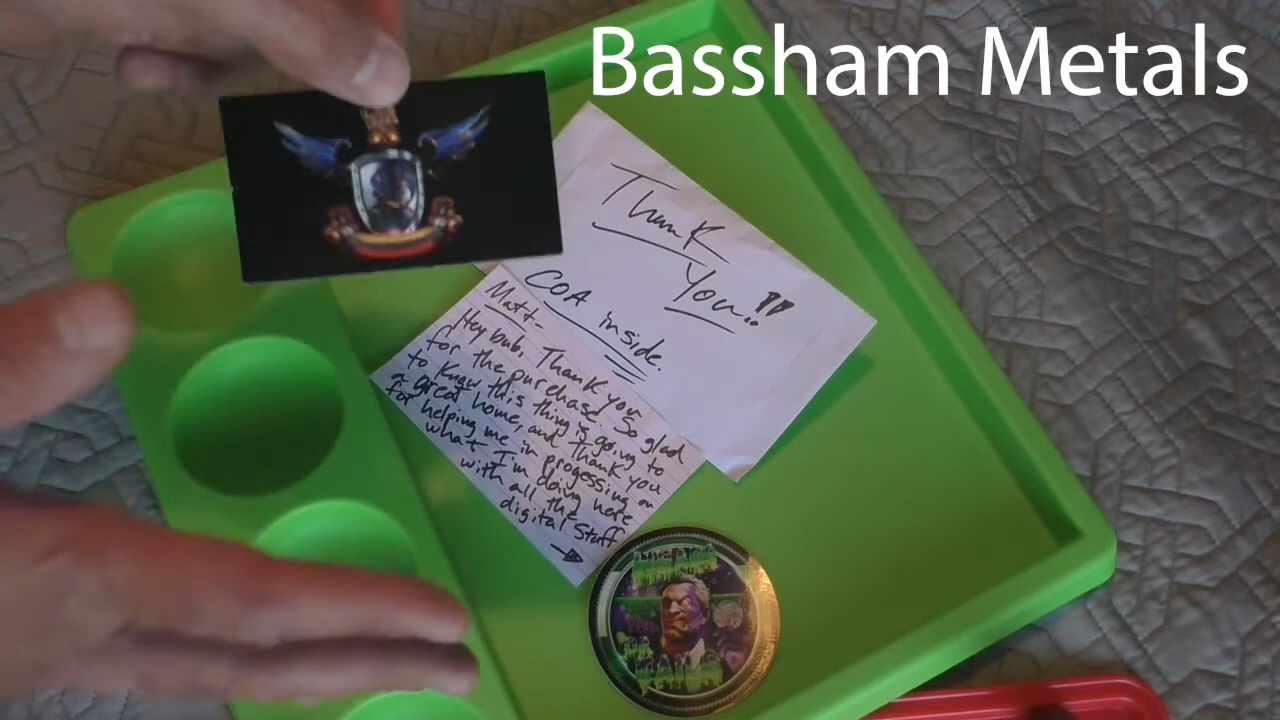 Bassham Metals
Thank
You!!
COA inside.
Matt-
Hey bub, Thank you
for the purchase. So glad
to know this thing is going to
a great home, and Thank you
for helping me in progessing on
what I'm doing here
with all the
digital stuff